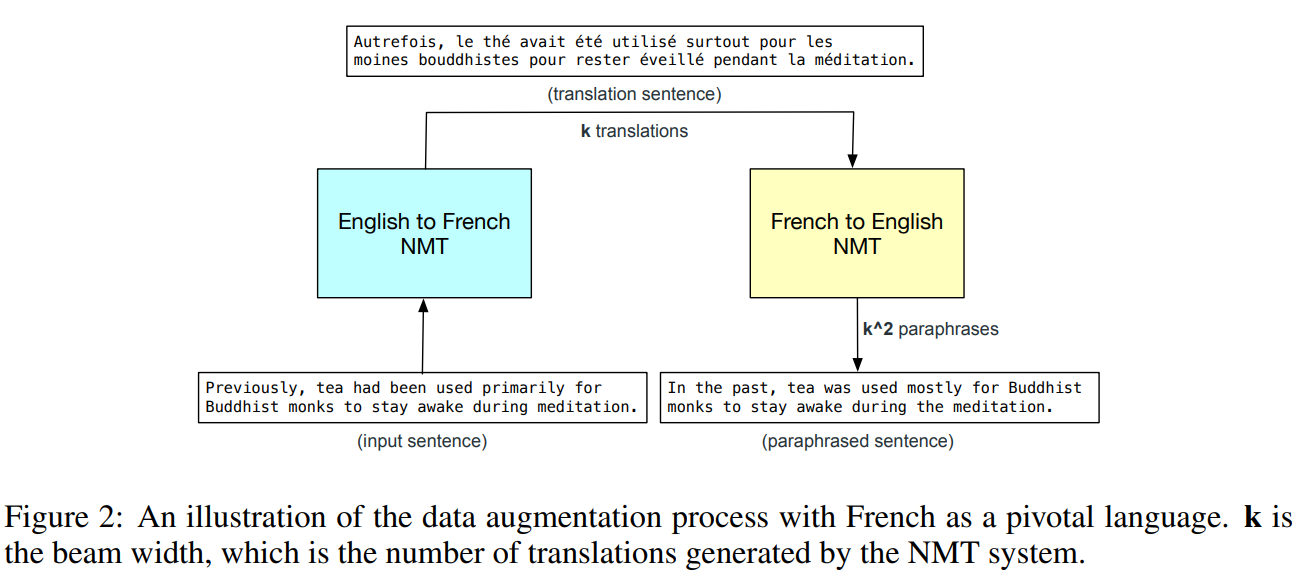 Autrefois, le thé avait été utilisé surtout pour les
moines bouddhistes pour rester éveillé pendant la méditation.
(translation sentence)
k translations
English to French
NMT
French to English
NMT
k^2 paraphrases
Previously, tea had been used primarily for
Buddhist monks to stay awake during meditation.
(input sentence)
In the past, tea was used mostly for Buddhist
monks to stay awake during the meditation.
(paraphrased sentence)
Figure 2: An illustration of the data augmentation process with French as a pivotal language. k is
the beam width, which is the number of translations generated by the NMT system.